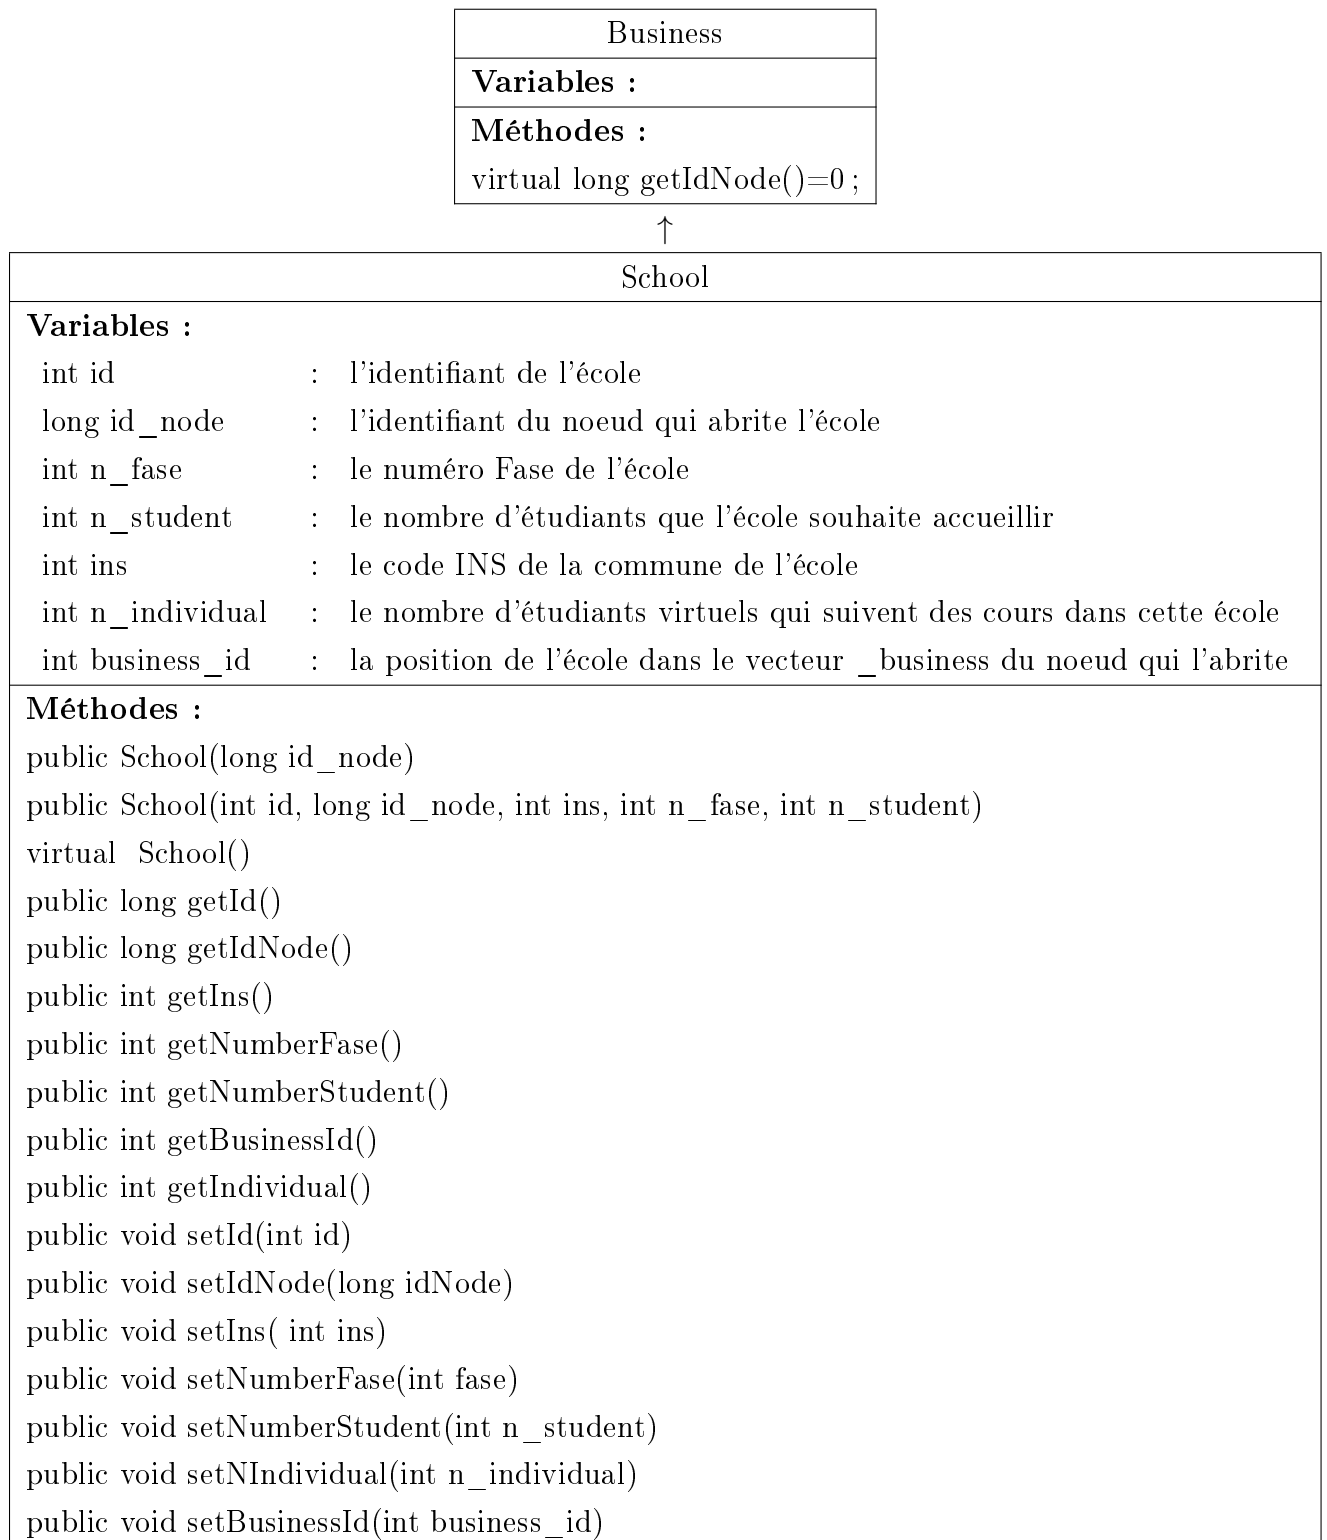 Business
Variables :
Méthodes :
virtual long getIdNode()=0 ;
↑
School
Variables :
int id : l'identifiant de l'école
long id_node : l'identifiant du noeud qui abrite l'école
int n_fase : le numéro Fase de l'école
int n_student : le nombre d'étudiants que l'école souhaite accueillir
int ins : le code INS de la commune de l'école
int n_individual : le nombre d'étudiants virtuels qui suivent des cours dans cette école
int business_id : la position de l'école dans le vecteur _business du noeud qui l'abrite
Méthodes :
public School(long id_node)
public School(int id, long id_node, int ins, int n_fase, int n_student)
virtual School()
public long getId()
public long getIdNode()
public int getIns()
public int getNumberFase()
public int getNumberStudent()
public int getBusinessId()
public int getIndividual()
public void setId(int id)
public void setIdNode(long idNode)
public void setIns( int ins)
public void setNumberFase(int fase)
public void setNumberStudent(int n_student)
public void setNIndividual(int n_individual)
public void setBusinessId(int business_id)